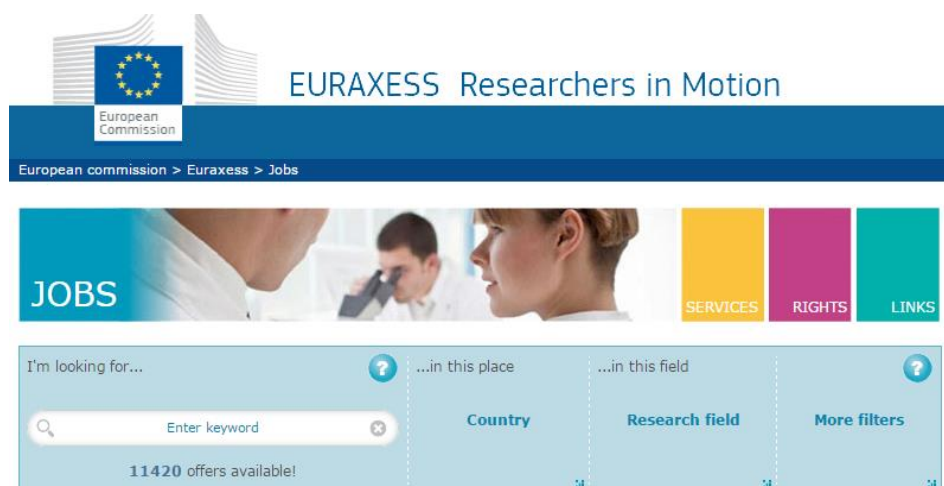 European
Commission
EURAXESS Researchers in Motion
European commission > Euraxess > Jobs
JOBS
SERVICES
RIGHTS
LINKS
I'm looking for...
?
...in this place
...in this field
?
Enter keyword
Country
Research field
More filters
11420 offers available!